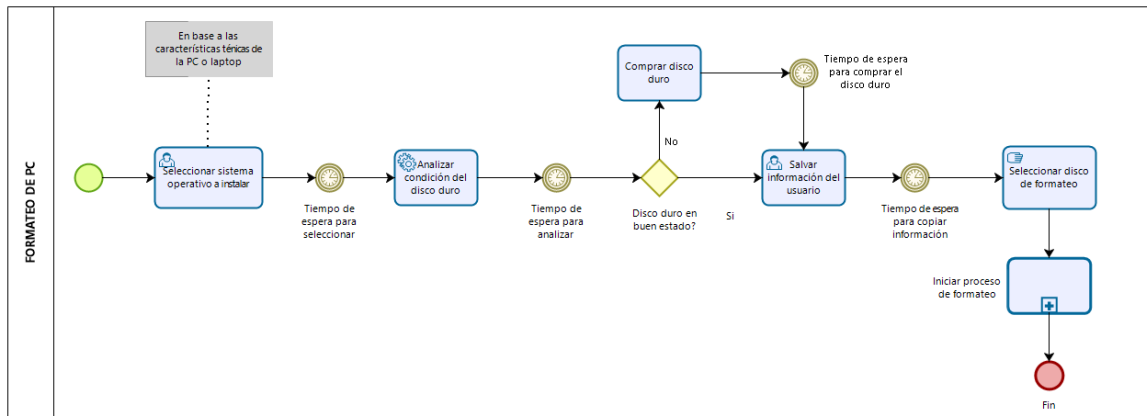 FORMATEO DE PC
En base a las
características ténicas de
la PC o laptop
Seleccionar sistema
operativo a instalar
Tiempo de
espera para
seleccionar
Analizar
condición del
disco duro
Tiempo de
espera para
analizar
Disco duro en
buen estado?
No
Comprar disco
duro
Tiempo de espera
para comprar el
disco duro
Si
Salvar
información del
usuario
Tiempo de espera
para copiar
información
Seleccionar disco
de formateo
Iniciar proceso
de formateo
Fin